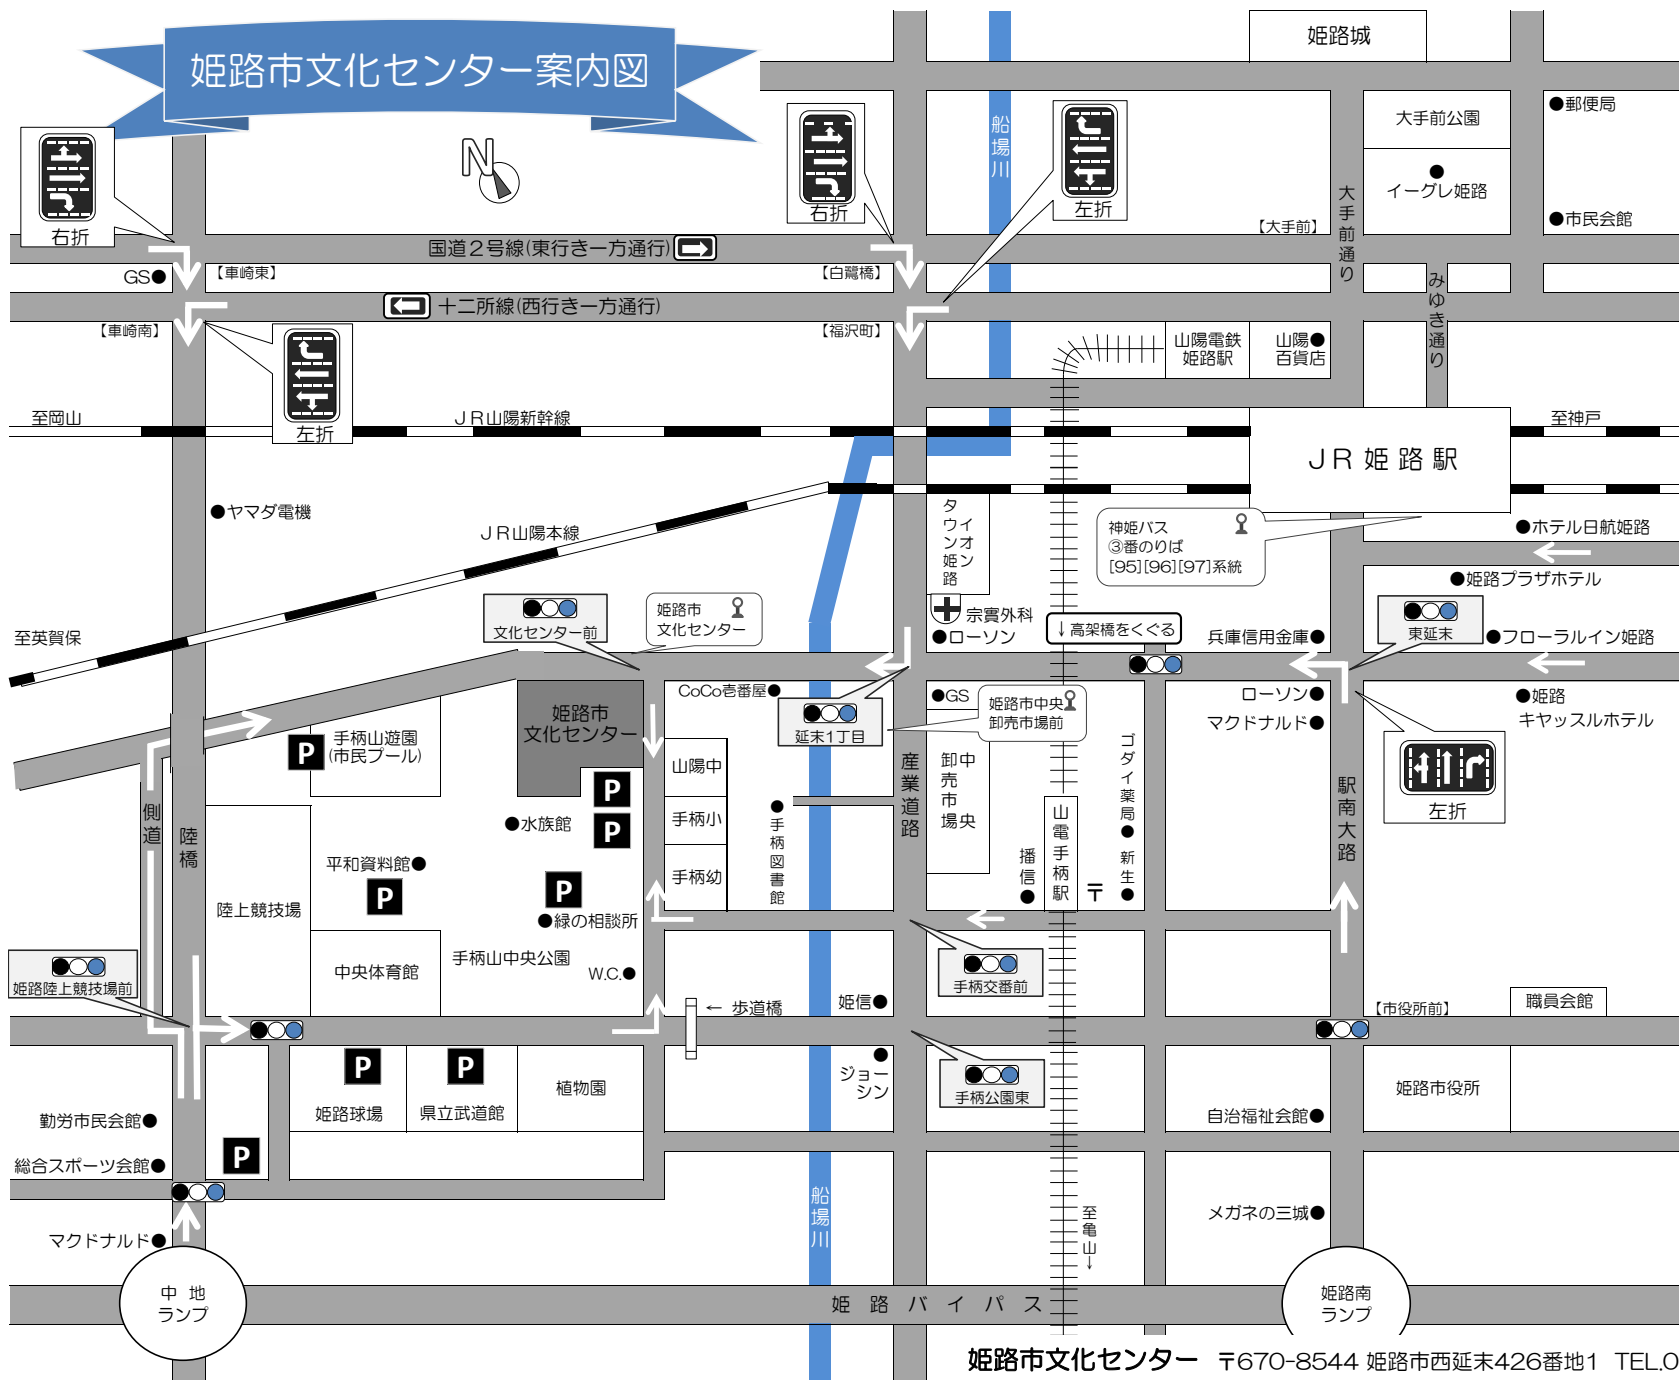 姫路市文化センター案内図
姫路城
N
右折
右折
左折
船場川
大手前公園
●郵便局
●
イーグレ姫路
●市民会館
【大手前】
大手前通り
国道2号線(東行き一方通行)
GS●
【車崎東】
【白鷺橋】
みゆき通り
十二所線(西行き一方通行)
【車崎南】
【福沢町】
左折
山陽電鉄
姫路駅
山陽●
百貨店
至岡山
JR山陽新幹線
至神戸
JR姫路駅
●ヤマダ電機
JR山陽本線
タウンイン
姫路オ
神姫バス
③番のりば
[95][96][97]系統
●ホテル日航姫路
●姫路プラザホテル
文化センター前
姫路市
文化センター
宗實外科
●ローソン
↓高架橋をくぐる
兵庫信用金庫●
東延末
●フローラルイン姫路
至英賀保
CoCo壱番屋●
延末1丁目
●GS
姫路市中央
卸売市場前
ローソン●
マクドナルド●
●姫路
キャッスルホテル
姫路市
文化センター
P
手柄山遊園
(市民プール)
山陽中
手柄小
手柄幼
●手柄図書館
産業道路
中央
卸売市場
ゴダイ薬局●
新生●
山電手柄駅
播信●
〒
駅南大路
左折
側道
陸橋
P
P
●水族館
平和資料館●
P
P
●緑の相談所
陸上競技場
中央体育館
手柄山中央公園
W.C.●
手柄交番前
姫路陸上競技場前
← 歩道橋
姫信●
【市役所前】
職員会館
P
P
姫路球場
県立武道館
植物園
●
ジョー
シン
手柄公園東
姫路市役所
自治福祉会館●
勤労市民会館●
総合スポーツ会館●
P
船場川
至亀山→
メガネの三城●
マクドナルド●
中地
ランプ
姫路バイパス
姫路南
ランプ
姫路市文化センター 〒670-8544 姫路市西延末426番地1 TEL.0